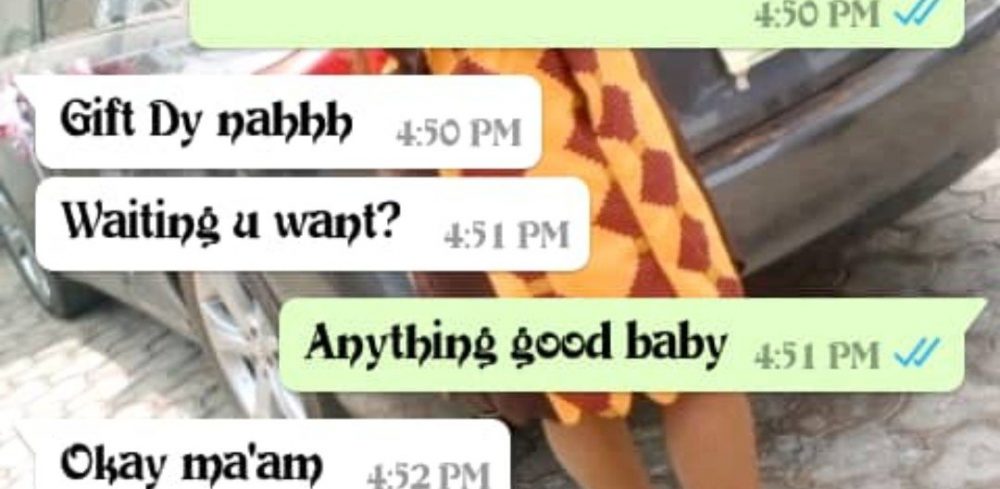 4:50 PM
Gift Dy nahhh 4:50 PM
Waiting u want? 4:51 PM
Anything good baby 4:51 PM
Okay ma'am 4:52 PM